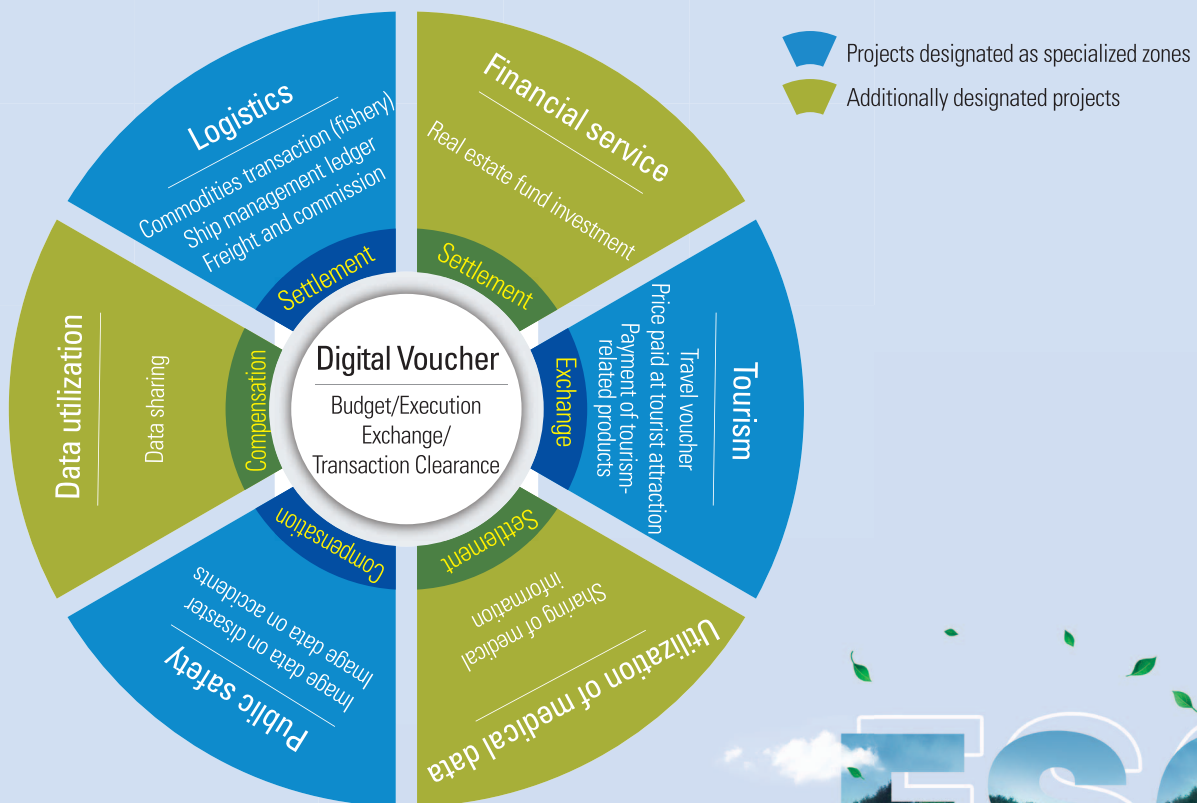 Projects designated as specialized zones
Additionally designated projects
Logistics
Commodities transaction (fishery)
Ship management ledger
Freight and commission
Settlement
Financial service
Real estate fund investment
Settlement
Tourism
Travel voucher
Price paid at tourist attraction
Payment of tourism-
related products
Exchange
Utilization of medical data
Sharing of medical
information
Settlement
Public safety
Image data on disaster
Image data on accidents
Compensation
Data utilization
Data sharing
Compensation
Digital Voucher
Budget/Execution
Exchange/
Transaction Clearance